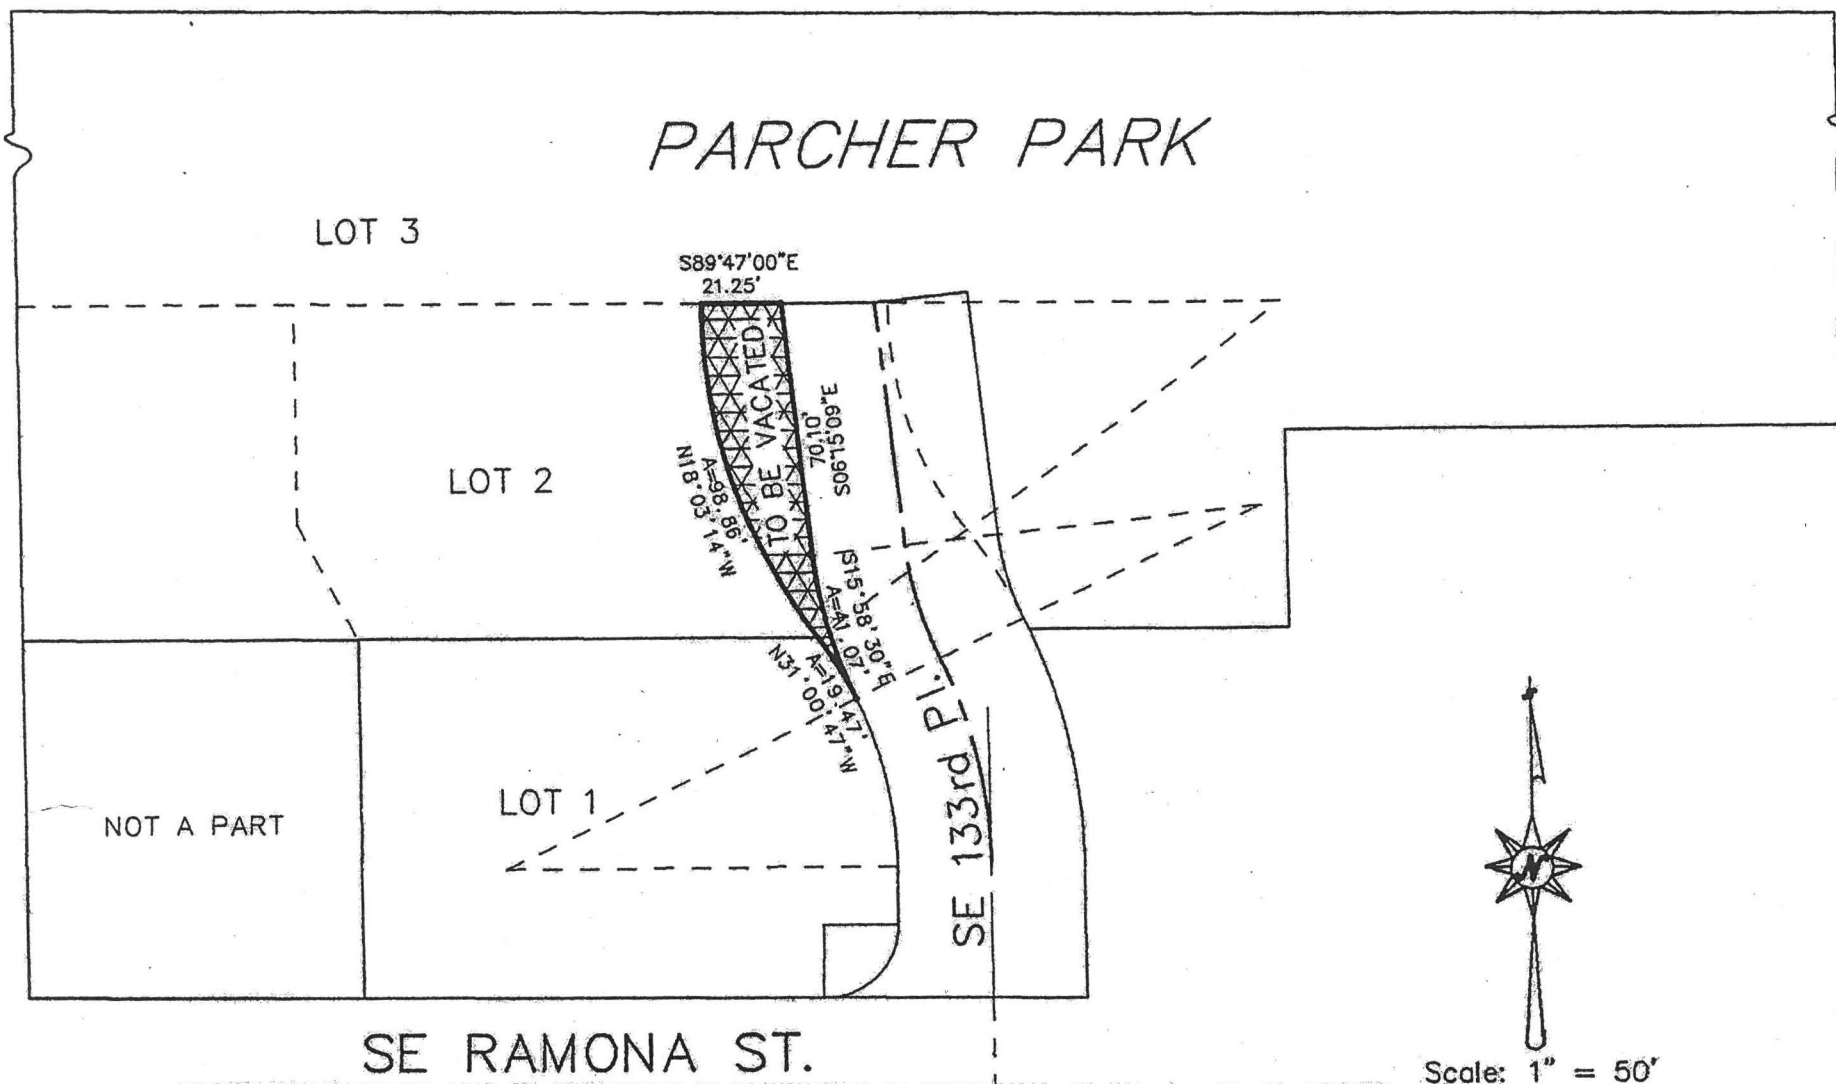 PARCHER PARK
LOT 3
S89°47'00"E
21.25'
TO BE VACATED
70.10'
S06°15'09"E
LOT 2
A=98.86'
N18°03'14"W
S15°58'30"E
A=41.07'
A=19.47'
N31°00'47"W
SE 133rd Pl.
LOT 1
NOT A PART
N
SE RAMONA ST.
Scale: 1" = 50'